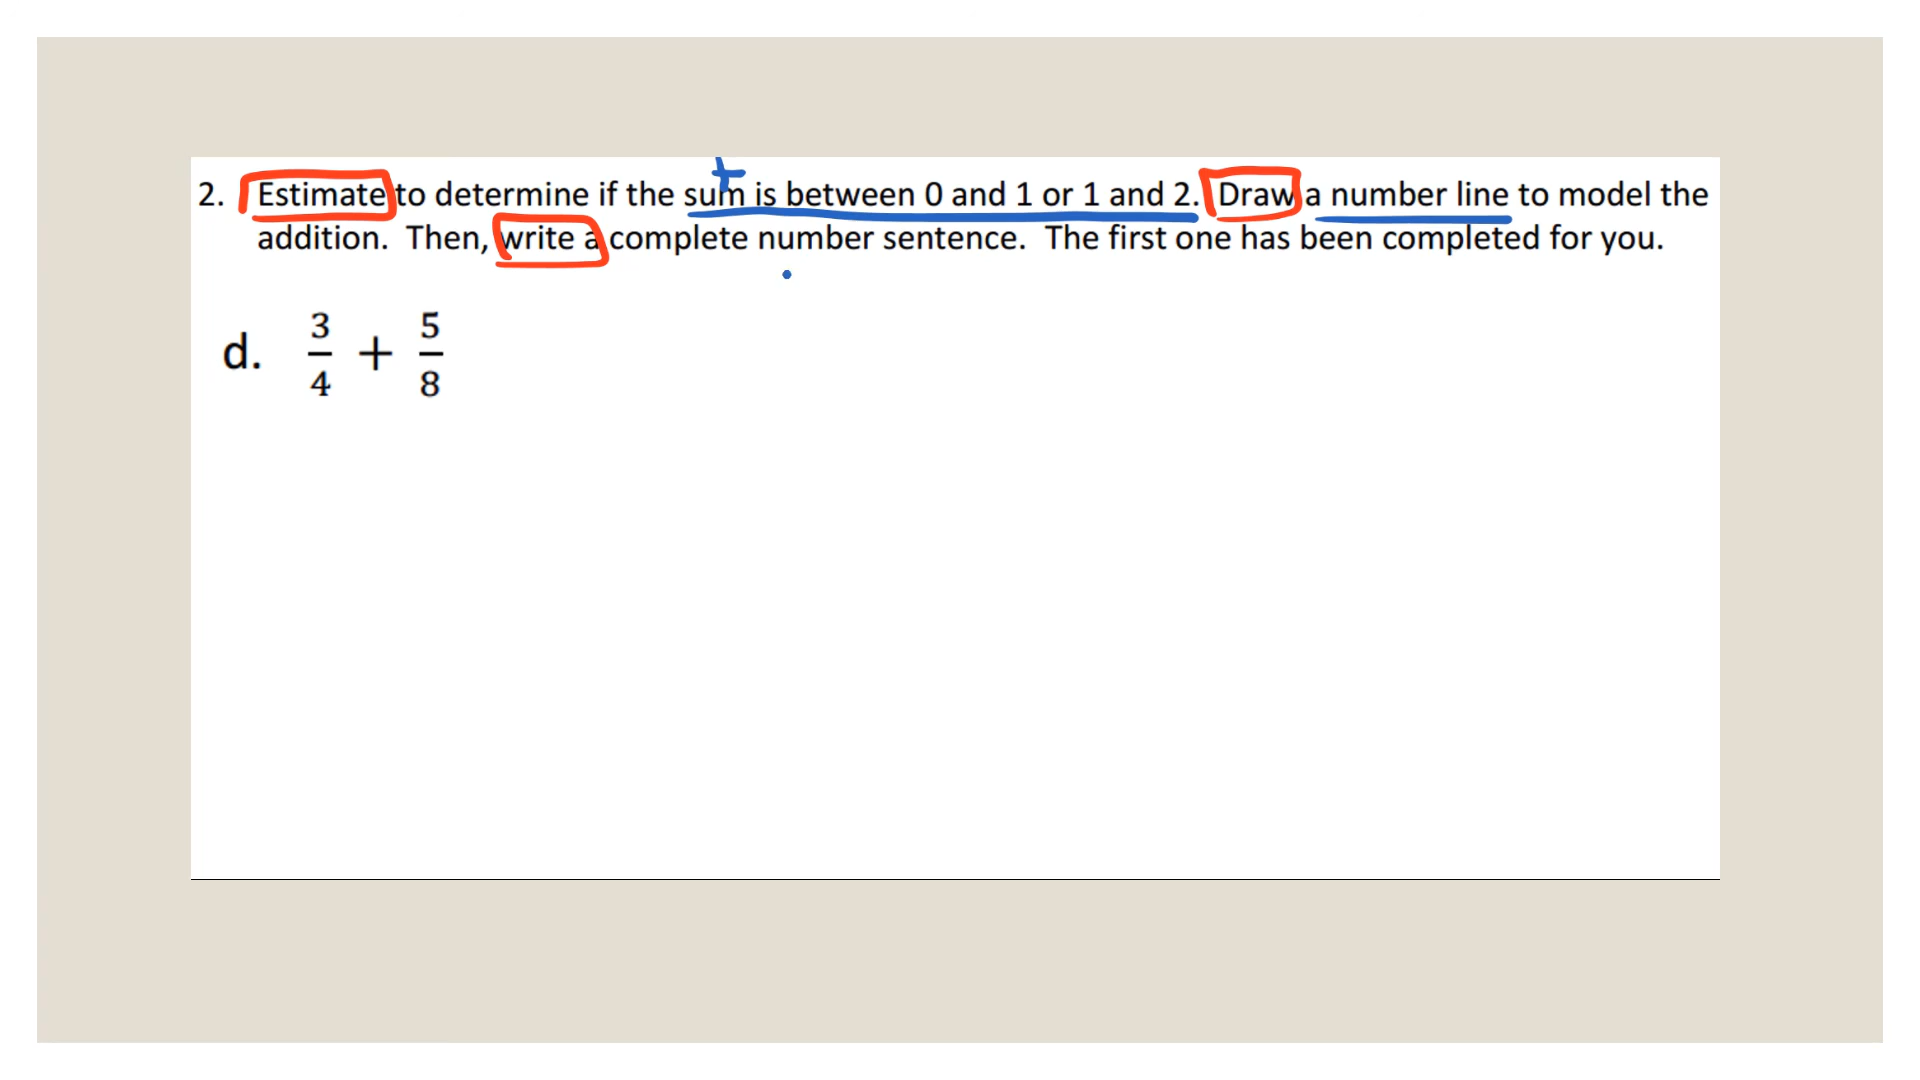 2. Estimate to determine if the sum is between 0 and 1 or 1 and 2. Draw a number line to model the
addition. Then, write a complete number sentence. The first one has been completed for you.
+
d. 3/4 + 5/8